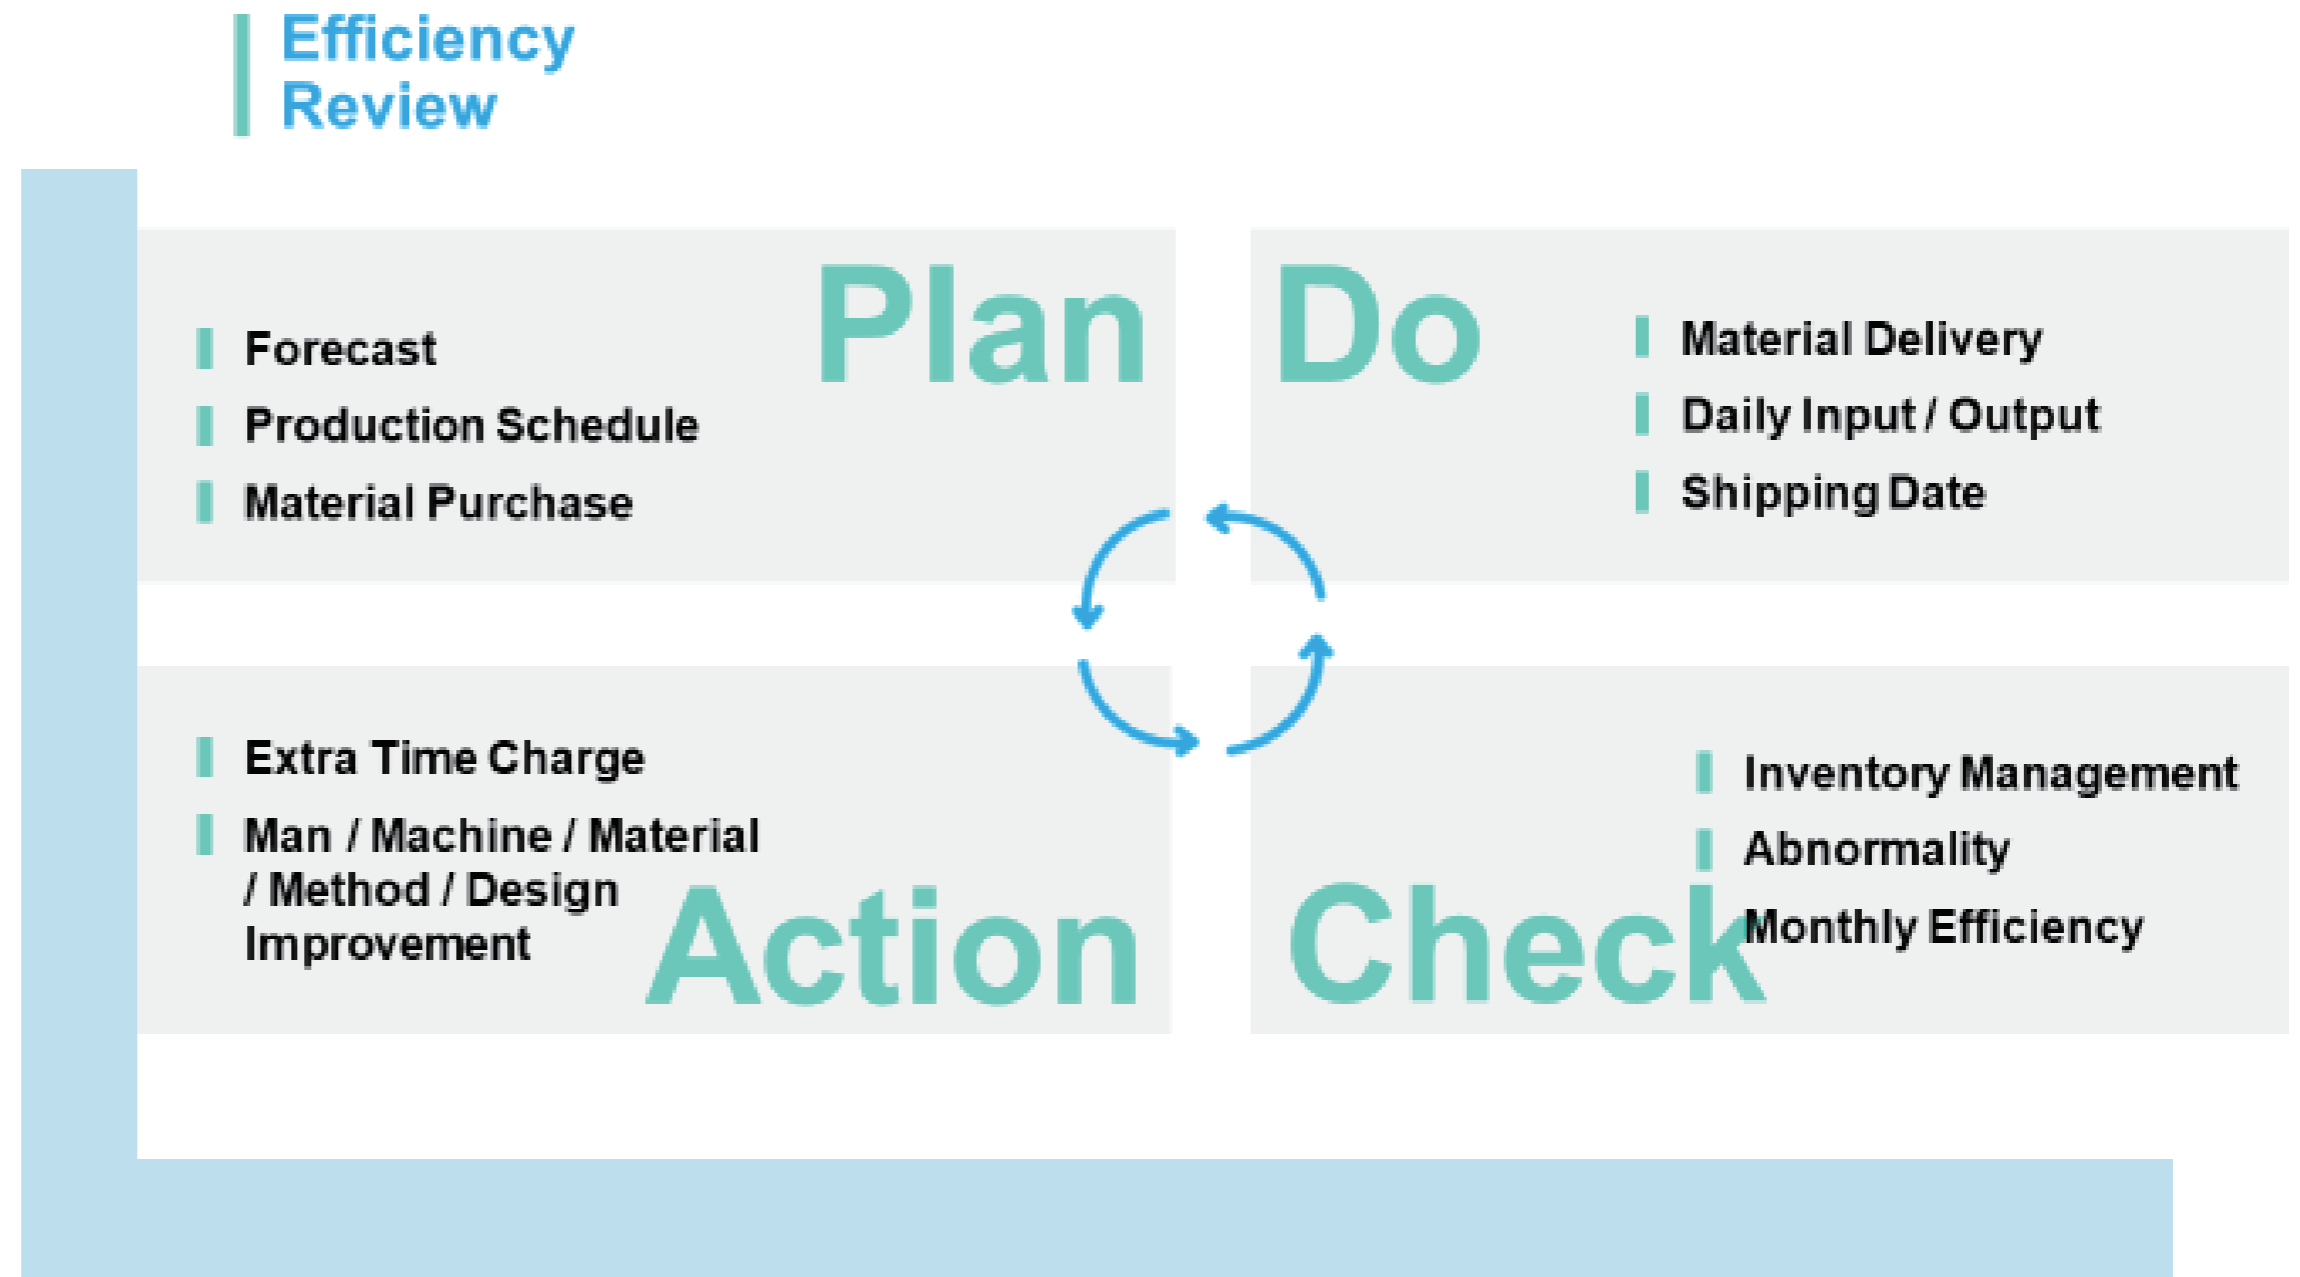 Efficiency
Review
Plan
Forecast
Production Schedule
Material Purchase
Do
Material Delivery
Daily Input / Output
Shipping Date
Extra Time Charge
Man / Machine / Material
/ Method / Design
Improvement
Action
Inventory Management
Abnormality
Monthly Efficiency
Check